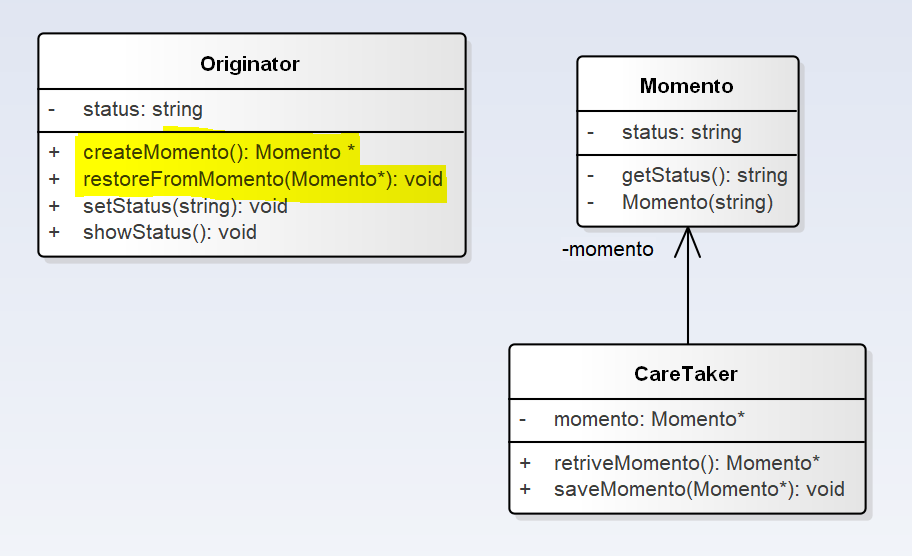 Originator
- status: string
+ createMomento(): Momento *
+ restoreFromMomento(Momento*): void
+ setStatus(string): void
+ showStatus(): void
Momento
- status: string
- getStatus(): string
- Momento(string)
-momento
CareTaker
- momento: Momento*
+ retriveMomento(): Momento*
+ saveMomento(Momento*): void